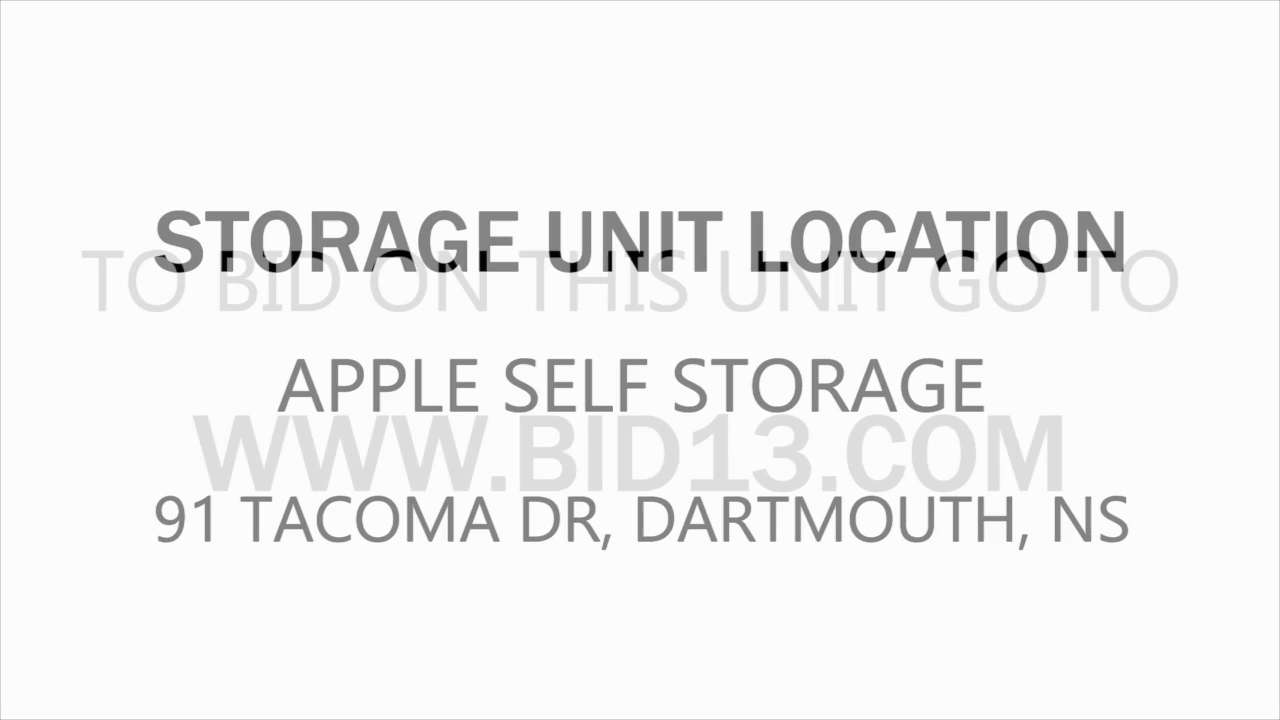 STORAGE UNIT LOCATION
TO BID ON THIS UNIT GO TO
APPLE SELF STORAGE
WWW.BID13.COM
91 TACOMA DR, DARTMOUTH, NS